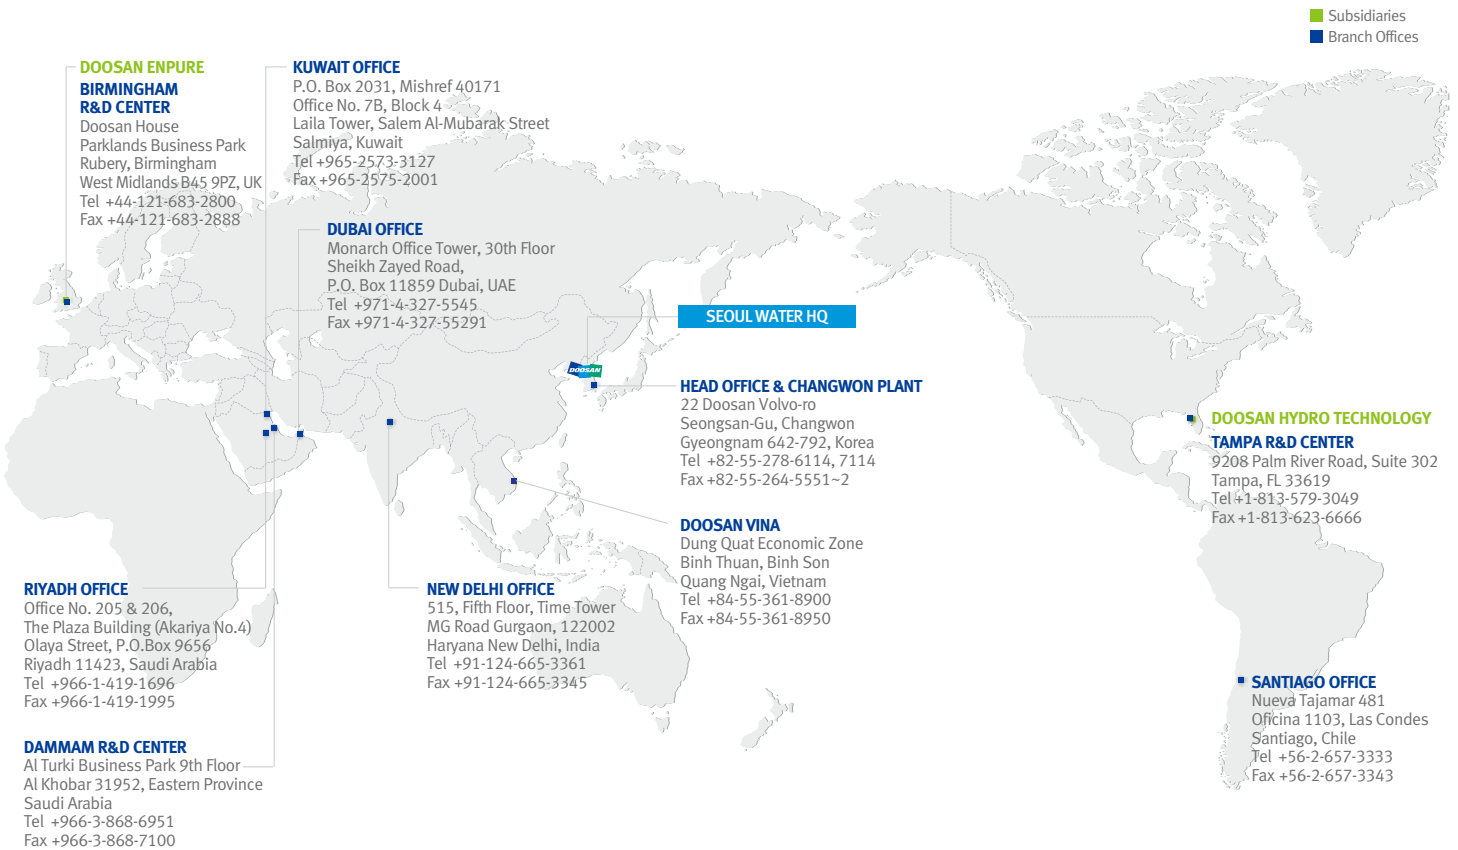 Subsidiaries
Branch Offices
DOOSAN ENPURE
BIRMINGHAM
R&D CENTER
Doosan House
Parklands Business Park
Rubery, Birmingham
West Midlands B45 9PZ, UK
Tel +44-121-683-2800
Fax +44-121-683-2888
KUWAIT OFFICE
P.O. Box 2031, Mishref 40171
Office No. 7B, Block 4
Laila Tower, Salem Al-Mubarak Street
Salmiya, Kuwait
Tel +965-2573-3127
Fax +965-2575-2001
DUBAI OFFICE
Monarch Office Tower, 30th Floor
Sheikh Zayed Road,
P.O. Box 11859 Dubai, UAE
Tel +971-4-327-5545
Fax +971-4-327-55291
SEOUL WATER HQ
DOOSAN
HEAD OFFICE & CHANGWON PLANT
22 Doosan Volvo-ro
Seongsan-Gu, Changwon
Gyeongnam 642-792, Korea
Tel +82-55-278-6114, 7114
Fax +82-55-264-5551~2
DOOSAN HYDRO TECHNOLOGY
TAMPA R&D CENTER
9208 Palm River Road, Suite 302
Tampa, FL 33619
Tel +1-813-579-3049
Fax +1-813-623-6666
DOOSAN VINA
Dung Quat Economic Zone
Binh Thuan, Binh Son
Quang Ngai, Vietnam
Tel +84-55-361-8900
Fax +84-55-361-8950
RIYADH OFFICE
Office No. 205 & 206,
The Plaza Building (Akariya No.4)
Olaya Street, P.O.Box 9656
Riyadh 11423, Saudi Arabia
Tel +966-1-419-1696
Fax +966-1-419-1995
NEW DELHI OFFICE
515, Fifth Floor, Time Tower
MG Road Gurgaon, 122002
Haryana New Delhi, India
Tel +91-124-665-3361
Fax +91-124-665-3345
SANTIAGO OFFICE
Nueva Tajamar 481
Oficina 1103, Las Condes
Santiago, Chile
Tel +56-2-657-3333
Fax +56-2-657-3343
DAMMAM R&D CENTER
Al Turki Business Park 9th Floor
Al Khobar 31952, Eastern Province
Saudi Arabia
Tel +966-3-868-6951
Fax +966-3-868-7100